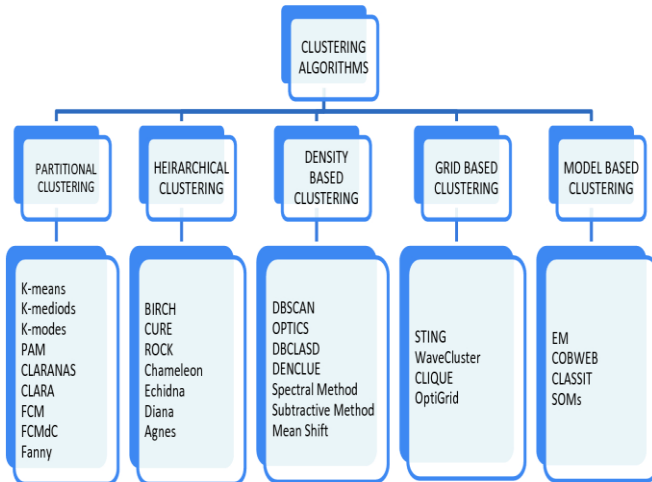 CLUSTERING
ALGORITHMS
PARTITIONAL
CLUSTERING
HEIRARCHICAL
CLUSTERING
DENSITY
BASED
CLUSTERING
GRID BASED
CLUSTERING
MODEL BASED
CLUSTERING
K-means
K-mediods
K-modes
PAM
CLARANAS
CLARA
FCM
FCMdC
Fanny
BIRCH
CURE
ROCK
Chameleon
Echidna
Diana
Agnes
DBSCAN
OPTICS
DBCLASD
DENCLUE
Spectral Method
Subtractive Method
Mean Shift
STING
WaveCluster
CLIQUE
OptiGrid
EM
COBWEB
CLASSIT
SOMs